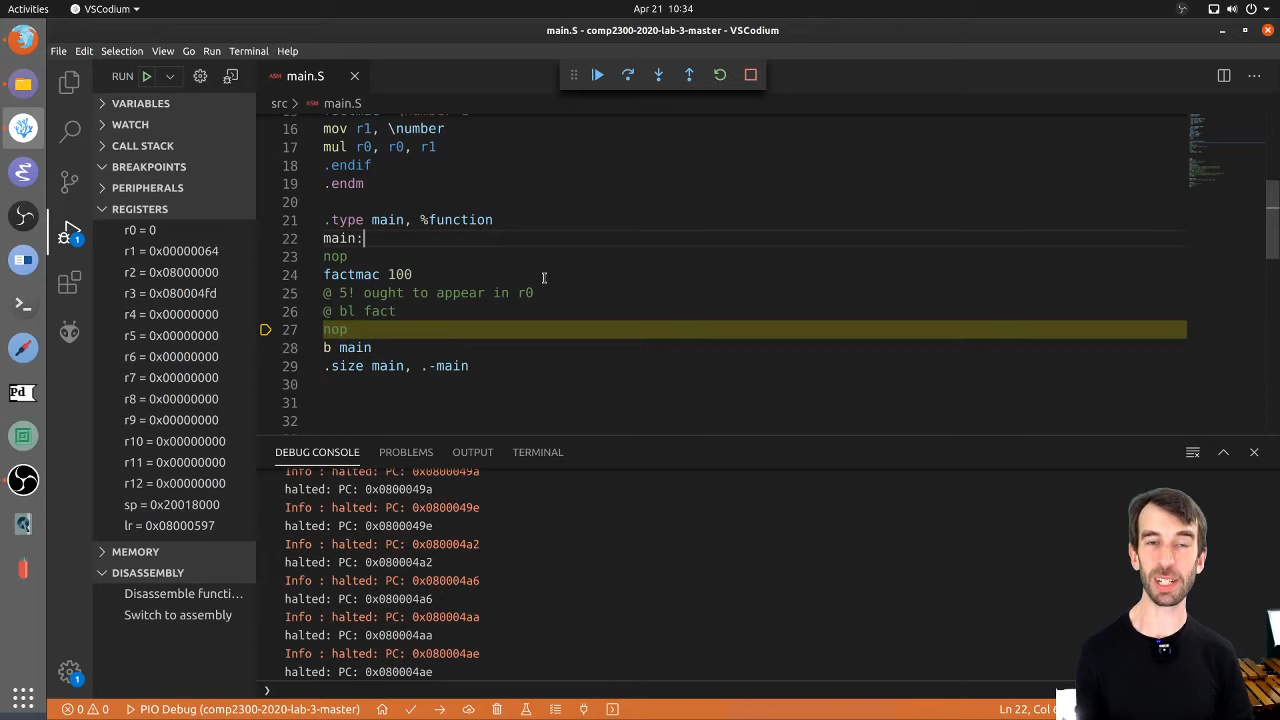 Activities
VSCodium
Apr 21 10:34
main.S - comp2300-2020-lab-3-master - VSCodium
File Edit Selection View Go Run Terminal Help
RUN
main.S
src > main.S
VARIABLES
WATCH
CALL STACK
BREAKPOINTS
PERIPHERALS
REGISTERS
r0 = 0
r1 = 0x00000064
r2 = 0x08000000
r3 = 0x080004fd
r4 = 0x00000000
r5 = 0x00000000
r6 = 0x00000000
r7 = 0x00000000
r8 = 0x00000000
r9 = 0x00000000
r10 = 0x00000000
r11 = 0x00000000
r12 = 0x00000000
sp = 0x20018000
lr = 0x08000597
MEMORY
DISASSEMBLY
Disassemble functi...
Switch to assembly
16 mov r1, \number
17 mul r0, r0, r1
18 .endif
19 .endm
20
21 .type main, %function
22 main:
23 nop
24 factmac 100
25 @ 5! ought to appear in r0
26 @ bl fact
27 nop
28 b main
29 .size main, .-main
30
31
32
DEBUG CONSOLE PROBLEMS OUTPUT TERMINAL
Info : halted: PC: 0x0800049a
halted: PC: 0x0800049a
Info : halted: PC: 0x0800049e
halted: PC: 0x0800049e
Info : halted: PC: 0x080004a2
halted: PC: 0x080004a2
Info : halted: PC: 0x080004a6
halted: PC: 0x080004a6
Info : halted: PC: 0x080004aa
halted: PC: 0x080004aa
Info : halted: PC: 0x080004ae
halted: PC: 0x080004ae
Pd
1
1
0 0 PIO Debug (comp2300-2020-lab-3-master)
Ln 22, Col